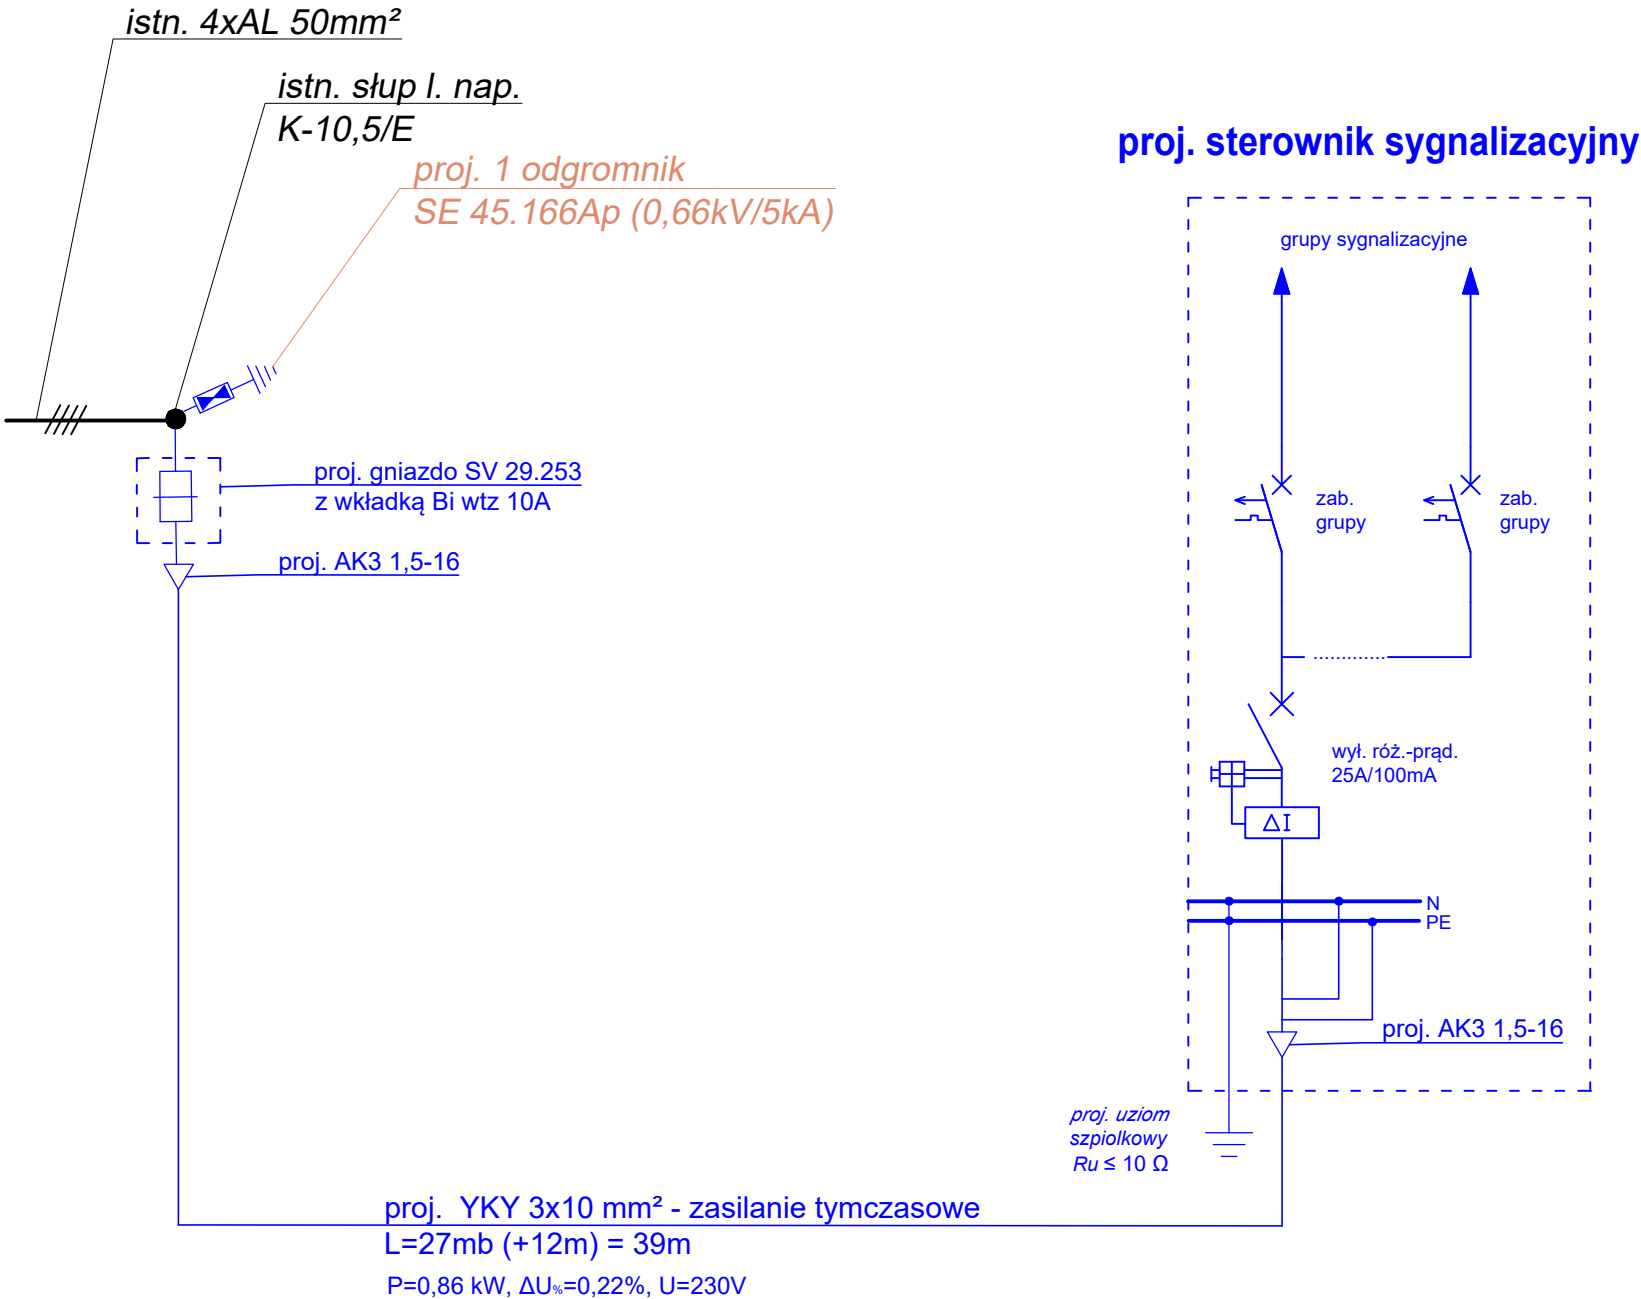 istn. 4xAL 50mm²
istn. słup l. nap.
K-10,5/E
proj. 1 odgromnik
SE 45.166Ap (0,66kV/5kA)
proj. sterownik sygnalizacyjny
grupy sygnalizacyjne
proj. gniazdo SV 29.253
z wkładką Bi wtz 10A
zab.
grupy
zab.
grupy
proj. AK3 1,5-16
wył. róż.-prąd.
25A/100mA
ΔI
N
PE
proj. AK3 1,5-16
proj. uziom
szpiolkowy
Ru ≤ 10 Ω
proj. YKY 3x10 mm² - zasilanie tymczasowe
L=27mb (+12m) = 39m
P=0,86 kW, ΔU%=0,22%, U=230V